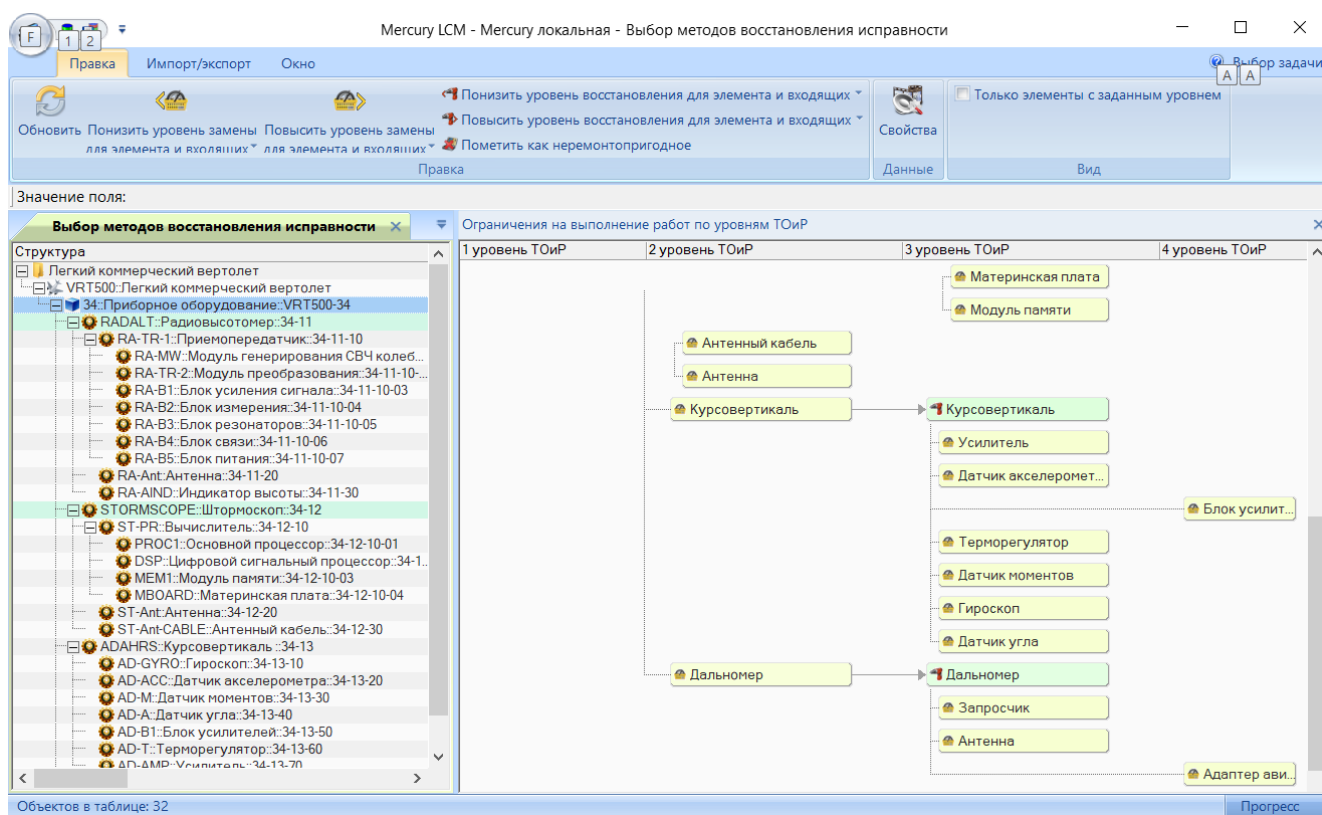 F
1
2
Mercury LCM - Mercury локальная - Выбор методов восстановления исправности
Правка Импорт/экспорт Окно
Выбор задачи
A A
Обновить
Понизить уровень замены для элемента и входящих
Повысить уровень замены для элемента и входящих
Понизить уровень восстановления для элемента и входящих
Повысить уровень восстановления для элемента и входящих
Пометить как неремонтопригодное
Свойства
Только элементы с заданным уровнем
Правка
Данные
Вид
Значение поля:
Выбор методов восстановления исправности
Структура
Легкий коммерческий вертолет
VRT500::Легкий коммерческий вертолет
34::Приборное оборудование::VRT500-34
RADALT::Радиовысотомер::34-11
RA-TR-1::Приемопередатчик::34-11-10
RA-MW::Модуль генерирования СВЧ колеб...
RA-TR-2::Модуль преобразования::34-11-10-...
RA-B1::Блок усиления сигнала::34-11-10-03
RA-B2::Блок измерения::34-11-10-04
RA-B3::Блок резонаторов::34-11-10-05
RA-B4::Блок связи::34-11-10-06
RA-B5::Блок питания::34-11-10-07
RA-Ant::Антенна::34-11-20
RA-AIND::Индикатор высоты::34-11-30
STORMSCOPE::Штормоскоп::34-12
ST-PR::Вычислитель::34-12-10
PROC1::Основной процессор::34-12-10-01
DSP::Цифровой сигнальный процессор::34-1...
MEM1::Модуль памяти::34-12-10-03
MBOARD::Материнская плата::34-12-10-04
ST-Ant::Антенна::34-12-20
ST-Ant-CABLE::Антенный кабель::34-12-30
ADAHRS::Курсовертикаль ::34-13
AD-GYRO::Гироскоп::34-13-10
AD-ACC::Датчик акселерометра::34-13-20
AD-M::Датчик моментов::34-13-30
AD-A::Датчик угла::34-13-40
AD-B1::Блок усилителей::34-13-50
AD-T::Терморегулятор::34-13-60
AD-AMP::Усилитель::34-13-70
Ограничения на выполнение работ по уровням ТОиР
1 уровень ТОиР 2 уровень ТОиР 3 уровень ТОиР 4 уровень ТОиР
Материнская плата
Модуль памяти
Антенный кабель
Антенна
Курсовертикаль Курсовертикаль
Усилитель
Датчик акселеромет...
Блок усилит...
Терморегулятор
Датчик моментов
Гироскоп
Датчик угла
Дальномер Дальномер
Запросчик
Антенна
Адаптер ави...
Объектов в таблице: 32
Прогресс